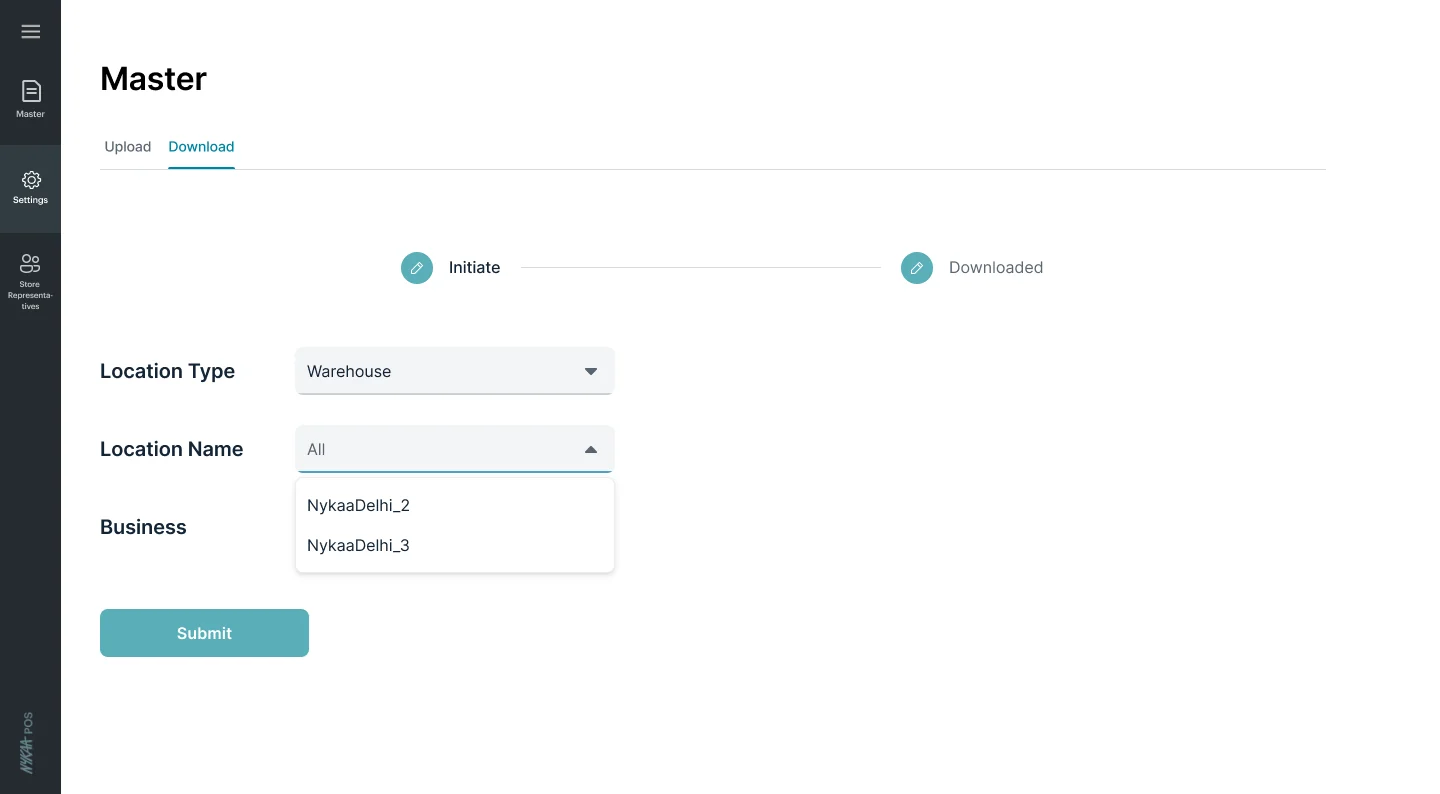 Master
Settings
Store
Representa-
tives
NYKAA POS
Master
Upload
Download
Initiate
Downloaded
Location Type
Warehouse
Location Name
All
NykaaDelhi_2
NykaaDelhi_3
Business
Submit